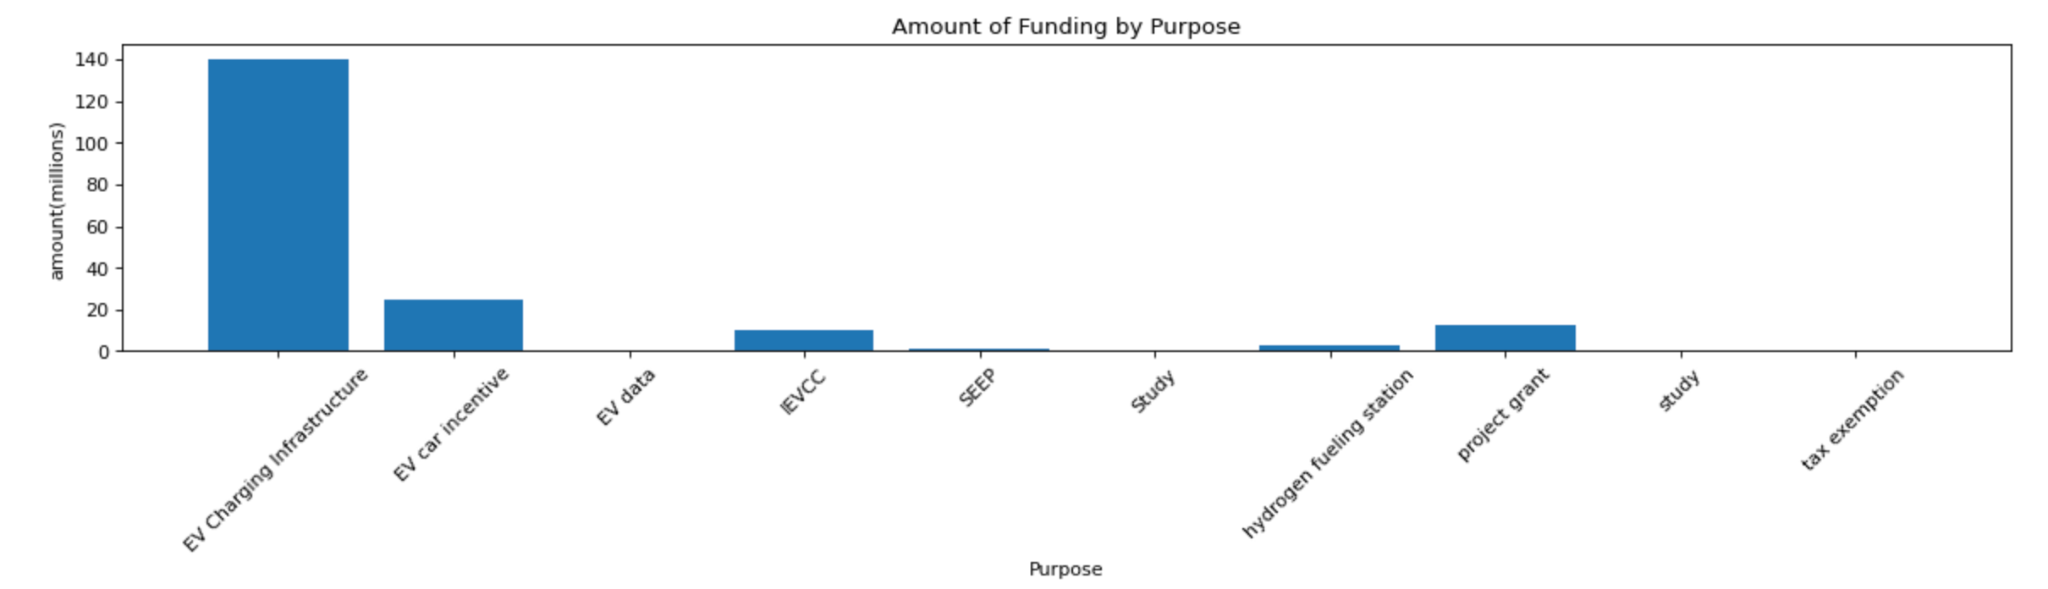 Amount of Funding by Purpose
amount(millions)
140
120
100
80
60
40
20
0
EV Charging Infrastructure
EV car incentive
EV data
IEVCC
SEEP
Study
hydrogen fueling station
project grant
study
tax exemption
Purpose